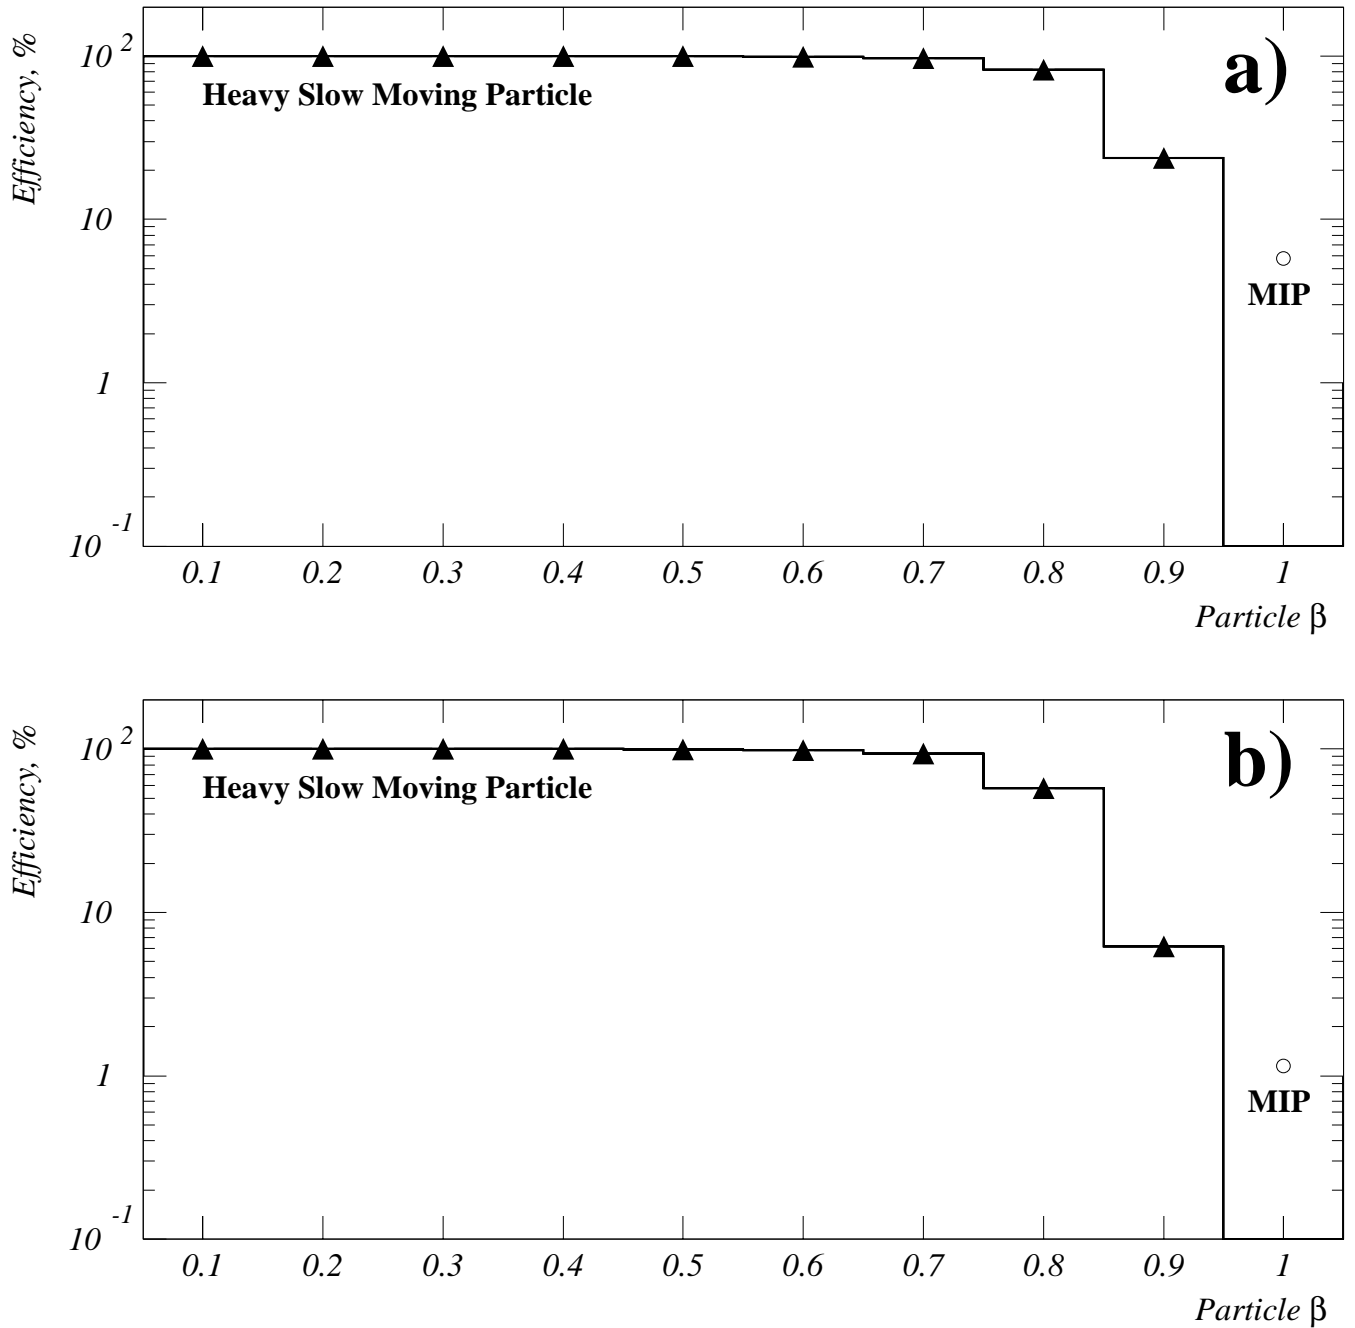 Efficiency, %
10 2
a)
Heavy Slow Moving Particle
10
MIP
1
10 -1
0.1 0.2 0.3 0.4 0.5 0.6 0.7 0.8 0.9 1
Particle β
Efficiency, %
10 2
b)
Heavy Slow Moving Particle
10
1
MIP
10 -1
0.1 0.2 0.3 0.4 0.5 0.6 0.7 0.8 0.9 1
Particle β